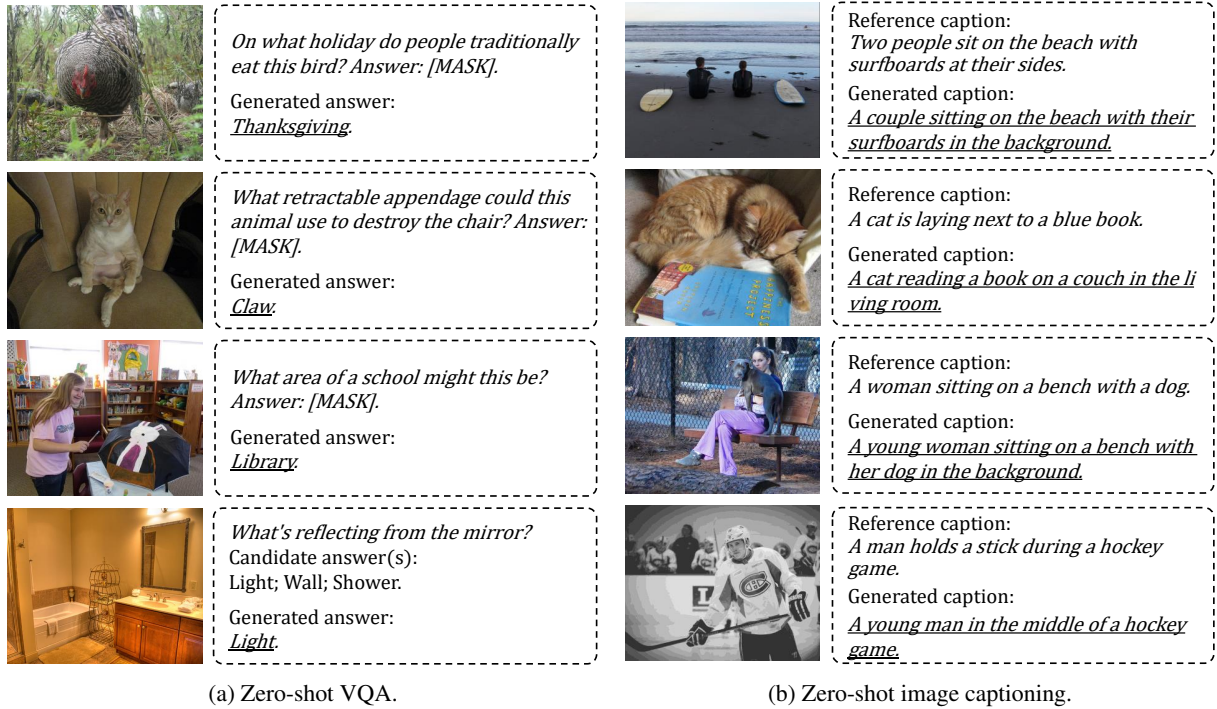 On what holiday do people traditionally
eat this bird? Answer: [MASK].
Generated answer:
Thanksgiving.
What retractable appendage could this
animal use to destroy the chair? Answer:
[MASK].
Generated answer:
Claw.
What area of a school might this be?
Answer: [MASK].
Generated answer:
Library.
What's reflecting from the mirror?
Candidate answer(s):
Light; Wall; Shower.
Generated answer:
Light.
(a) Zero-shot VQA.
Reference caption:
Two people sit on the beach with
surfboards at their sides.
Generated caption:
A couple sitting on the beach with their
surfboards in the background.
Reference caption:
A cat is laying next to a blue book.
Generated caption:
A cat reading a book on a couch in the li
ving room.
PROJECT
Reference caption:
A woman sitting on a bench with a dog.
Generated caption:
A young woman sitting on a bench with
her dog in the background.
Reference caption:
A man holds a stick during a hockey
game.
Generated caption:
A young man in the middle of a hockey
game.
(b) Zero-shot image captioning.